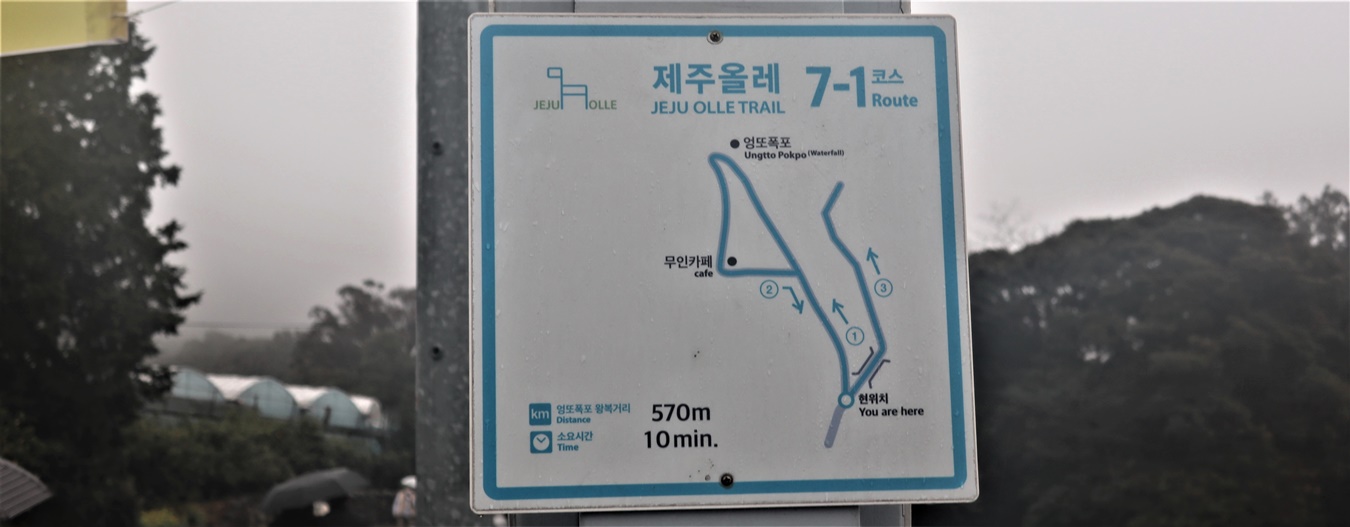 JEJU OLLE
제주올레 7-1 코스
JEJU OLLE TRAIL Route
엉또폭포
Ungtto Pokpo (Waterfall)
무인카페
cafe
2
3
1
현위치
You are here
km 엉또폭포 왕복거리 570m
Distance
소요시간 10min.
Time